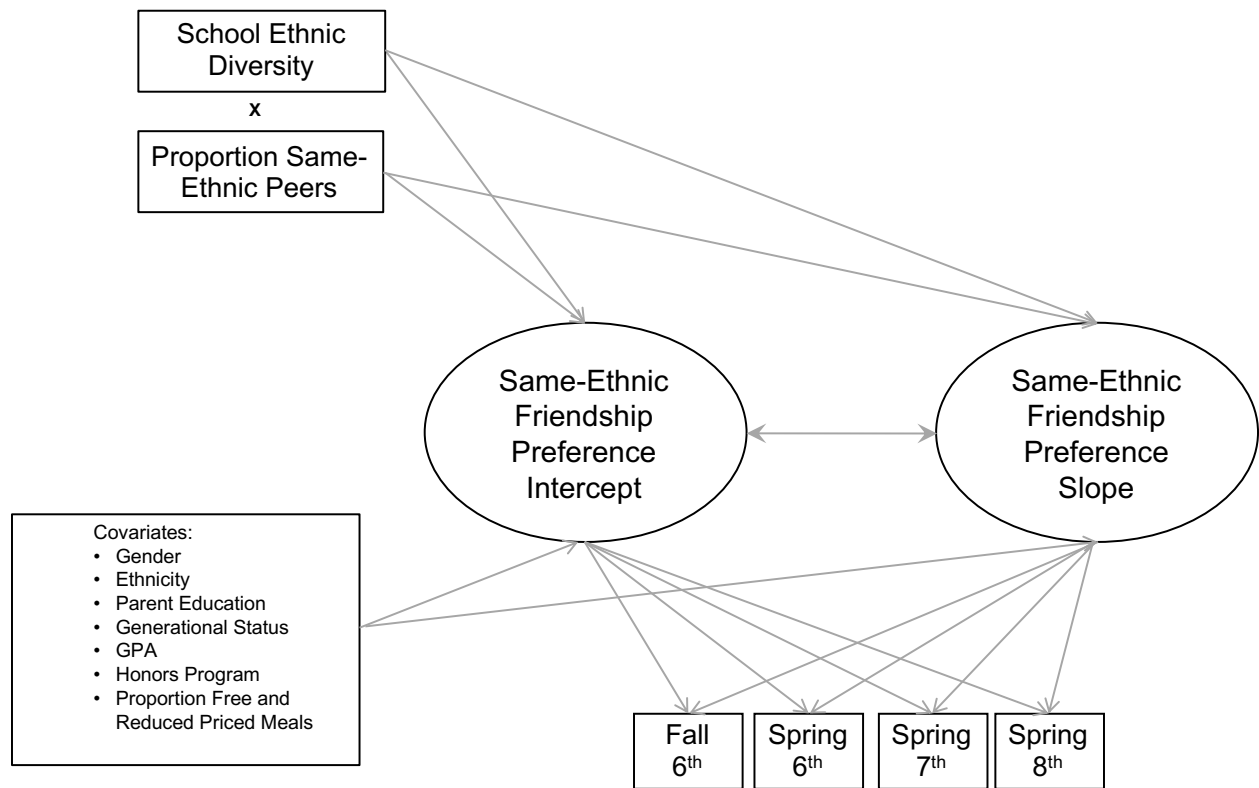 School Ethnic
Diversity
x
Proportion Same-
Ethnic Peers
Same-Ethnic
Friendship
Preference
Intercept
Same-Ethnic
Friendship
Preference
Slope
Covariates:
• Gender
• Ethnicity
• Parent Education
• Generational Status
• GPA
• Honors Program
• Proportion Free and
Reduced Priced Meals
Fall
6th
Spring
6th
Spring
7th
Spring
8th